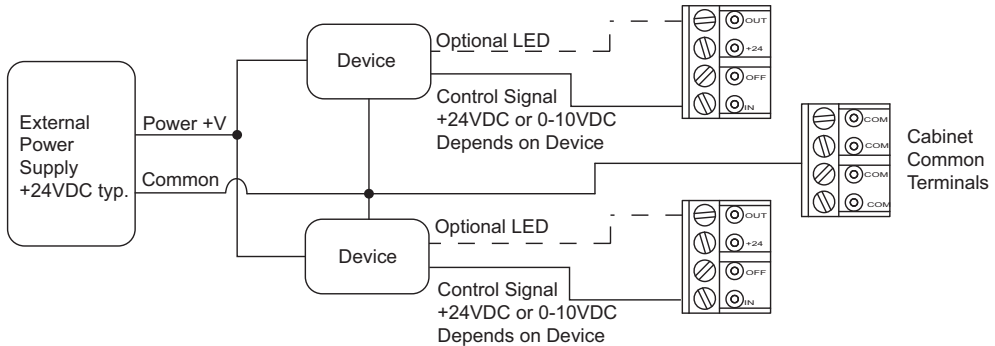 External
Power
Supply
+24VDC typ.
Power +V
Common
Device
Optional LED
Control Signal
+24VDC or 0-10VDC
Depends on Device
OUT
+24
OFF
IN
Device
Optional LED
Control Signal
+24VDC or 0-10VDC
Depends on Device
OUT
+24
OFF
IN
COM
COM
COM
COM
Cabinet
Common
Terminals